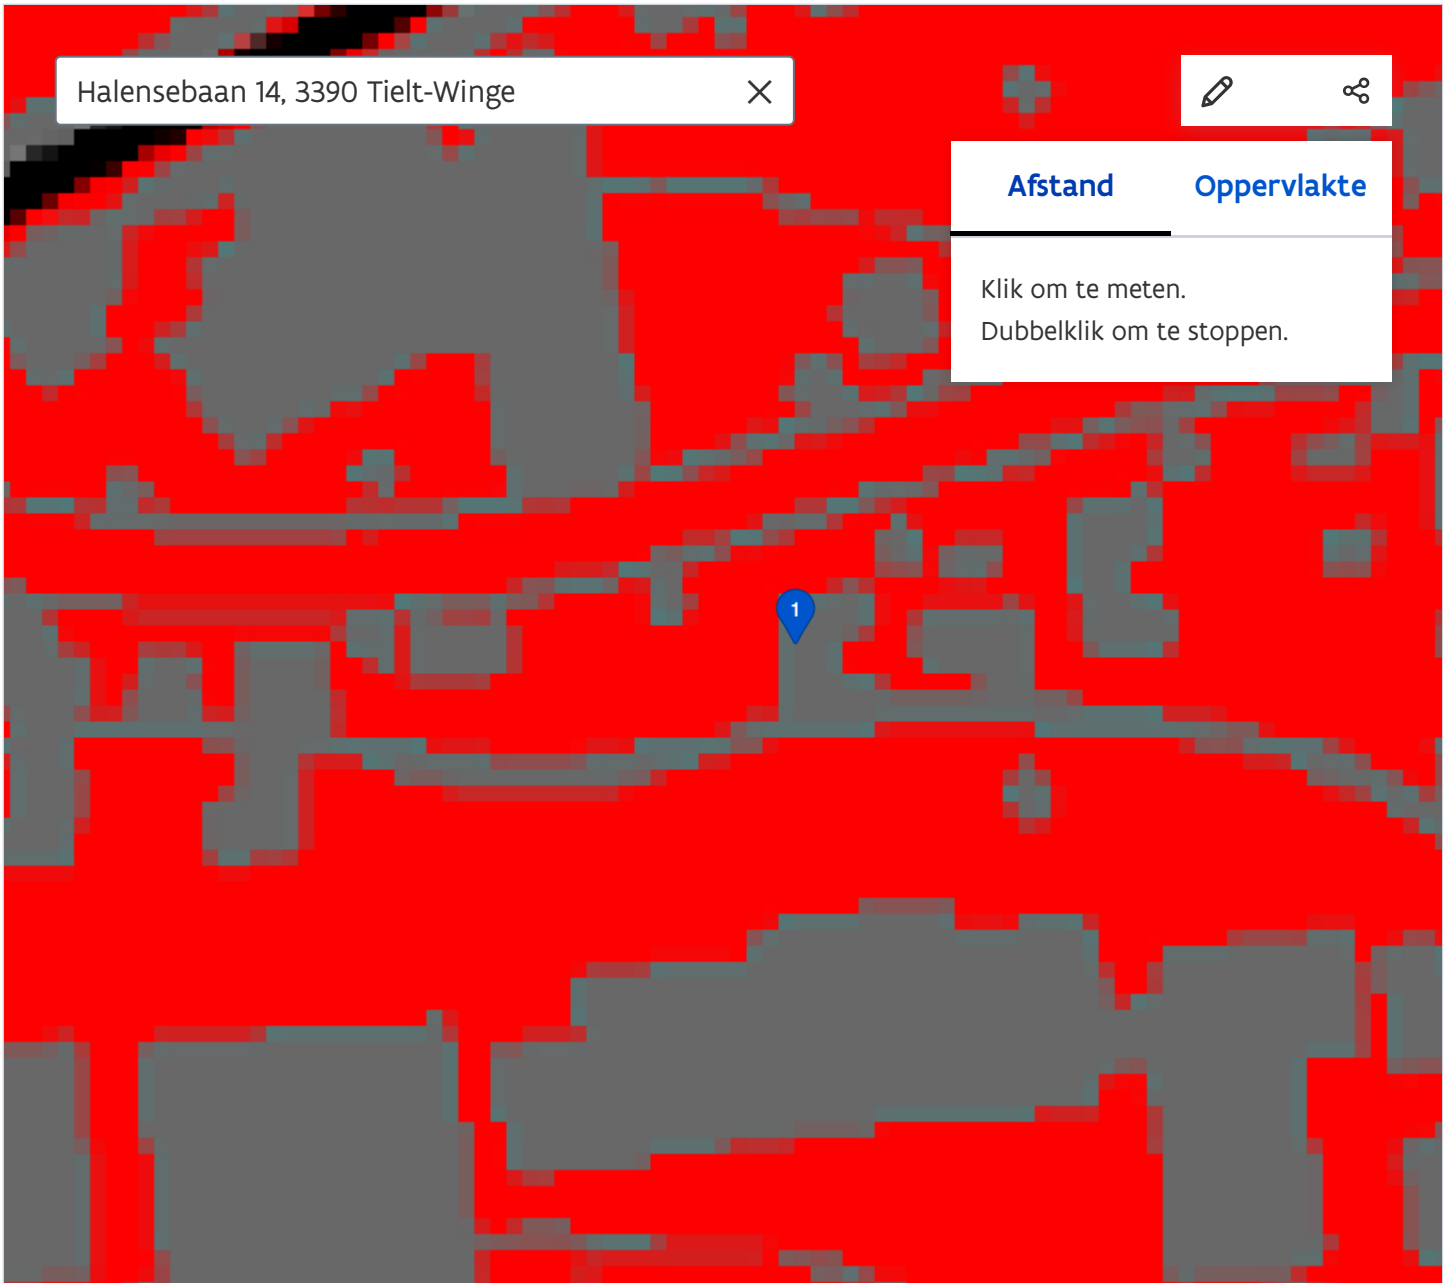 Halensebaan 14, 3390 Tielt-Winge
Afstand
Oppervlakte
Klik om te meten.
Dubbelklik om te stoppen.
1